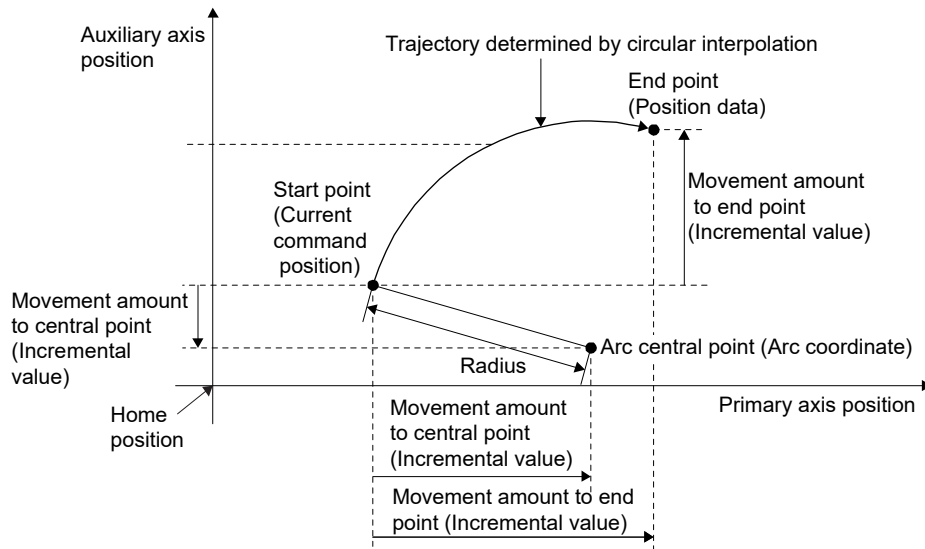 Auxiliary axis
position
Trajectory determined by circular interpolation
End point
(Position data)
Start point
(Current
command
position)
Movement amount
to end point
(Incremental value)
Movement amount
to central point
(Incremental
value)
Radius
Arc central point (Arc coordinate)
Home
position
Primary axis position
Movement amount
to central point
(Incremental value)
Movement amount to end
point (Incremental value)